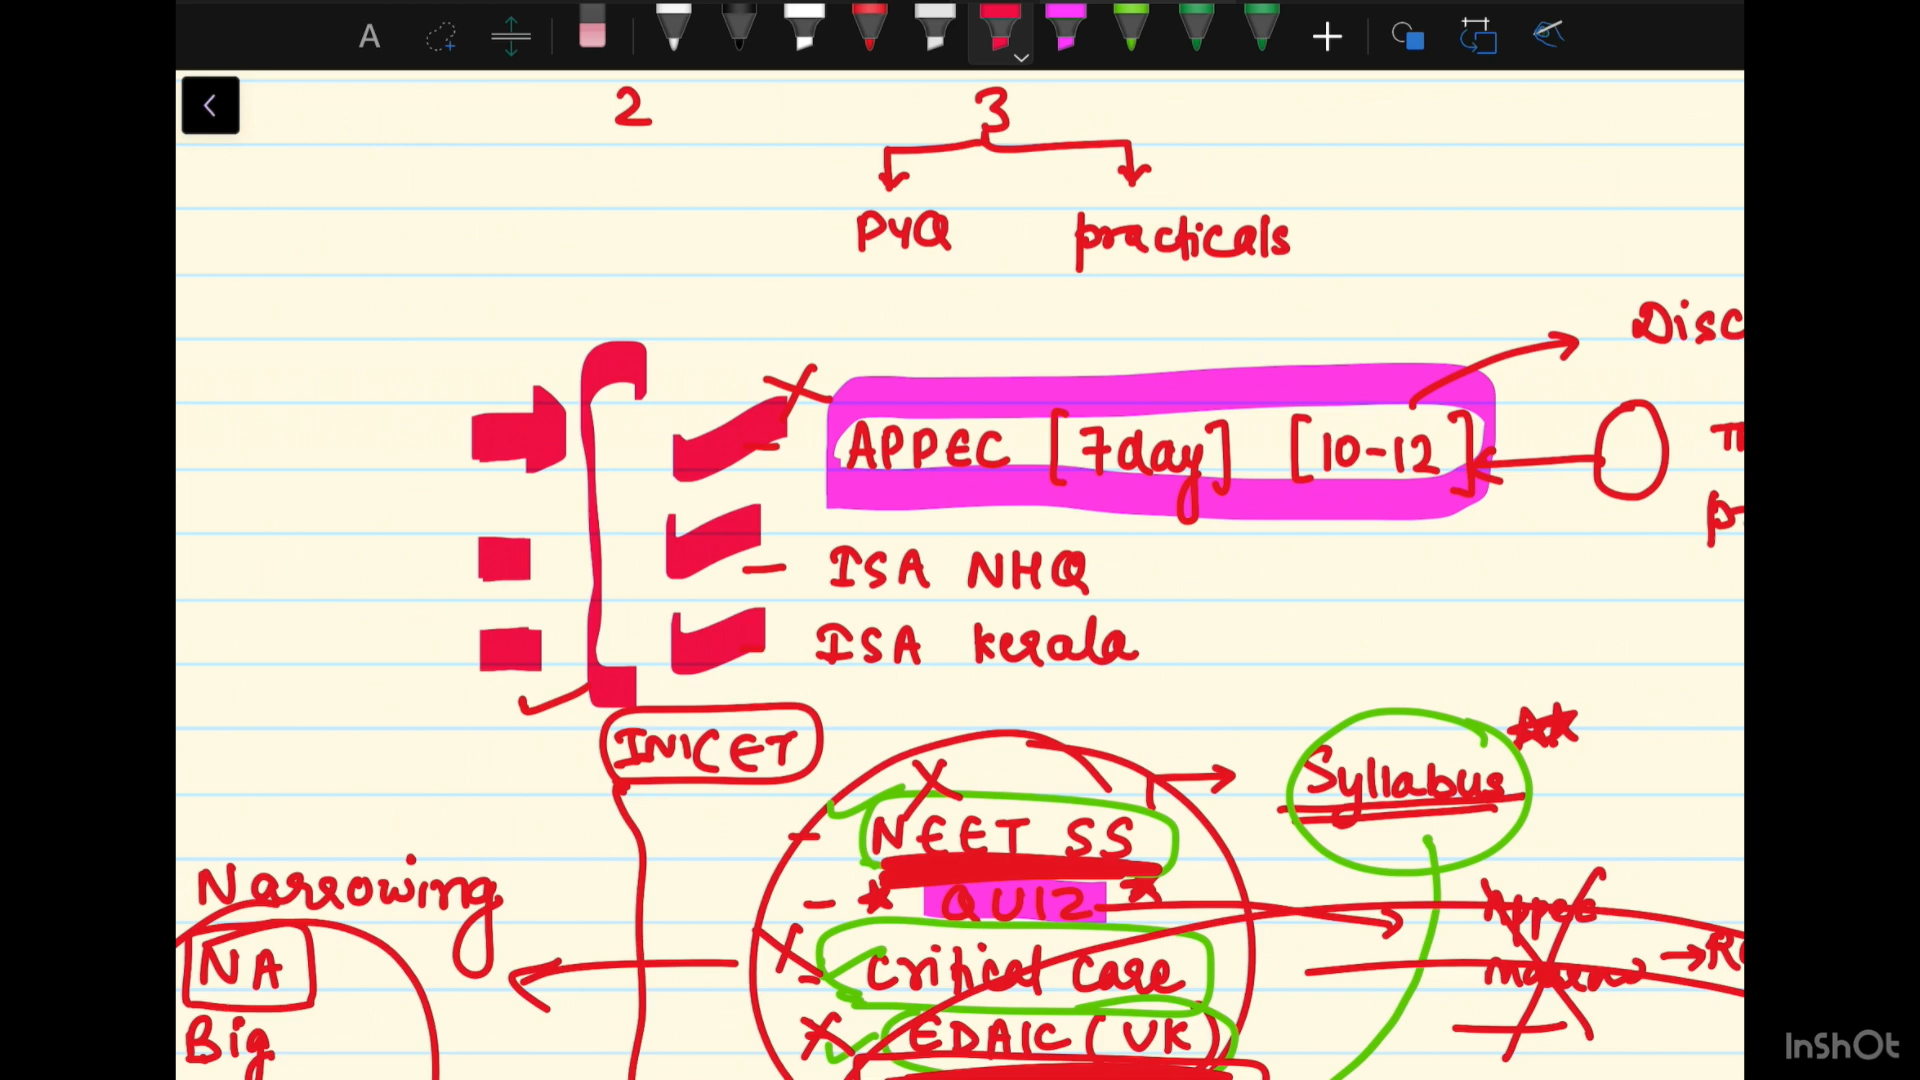 A
2 3
PYQ practicals
Disc
APPEC [7day] [10-12]
- ISA NHQ
ISA Kerala
INICET
Syllabus
- NEET SS
Narrowing
- * QUIZ *
Appec
NA
Critical Care
Big
EDAIC (UK)
InShOt